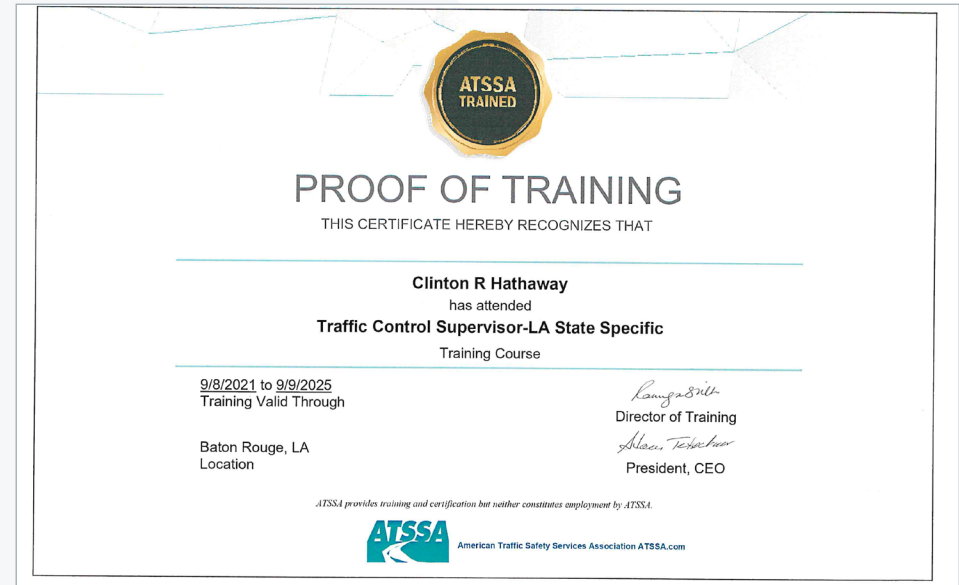 ATSSA
TRAINED
PROOF OF TRAINING
THIS CERTIFICATE HEREBY RECOGNIZES THAT
Clinton R Hathaway
has attended
Traffic Control Supervisor-LA State Specific
Training Course
9/8/2021 to 9/9/2025
Training Valid Through
Baton Rouge, LA
Location
Director of Training
President, CEO
ATSSA provides training and certification but neither constitutes employment by ATSSA.
ATSSA
American Traffic Safety Services Association ATSSA.com